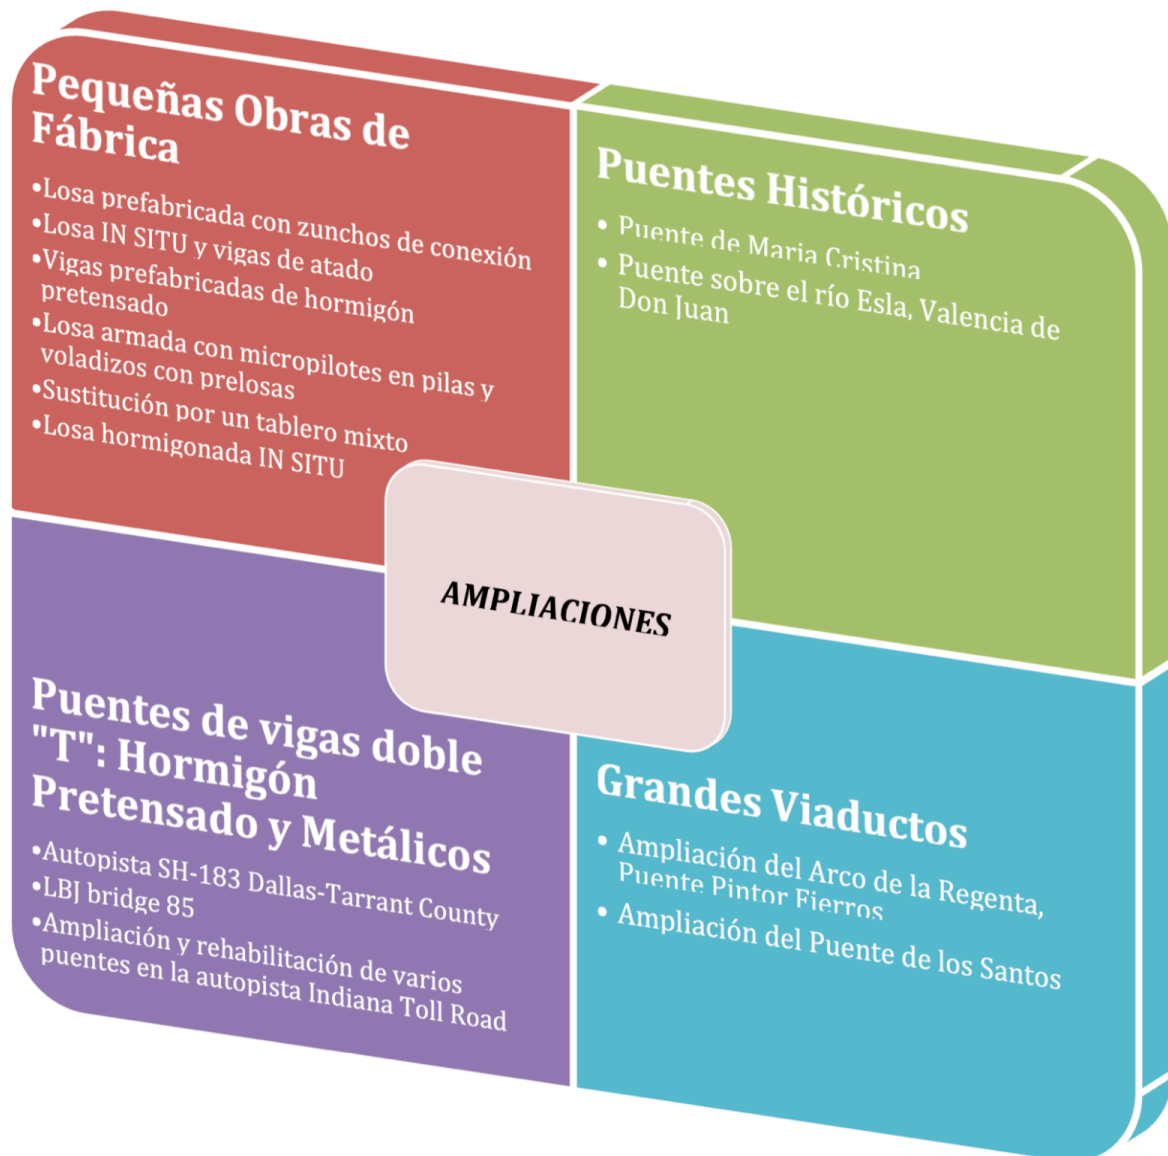 Pequeñas Obras de
Fábrica
•Losa prefabricada con zunchos de conexión
•Losa IN SITU y vigas de atado
•Vigas prefabricadas de hormigón
pretensado
•Losa armada con micropilotes en pilas y
voladizos con prelosas
•Sustitución por un tablero mixto
•Losa hormigonada IN SITU
Puentes Históricos
• Puente de Maria Cristina
• Puente sobre el río Esla, Valencia de
Don Juan
AMPLIACIONES
Puentes de vigas doble
"T": Hormigón
Pretensado y Metálicos
•Autopista SH-183 Dallas-Tarrant County
•LBJ bridge 85
•Ampliación y rehabilitación de varios
puentes en la autopista Indiana Toll Road
Grandes Viaductos
• Ampliación del Arco de la Regenta,
Puente Pintor Fierros
• Ampliación del Puente de los Santos